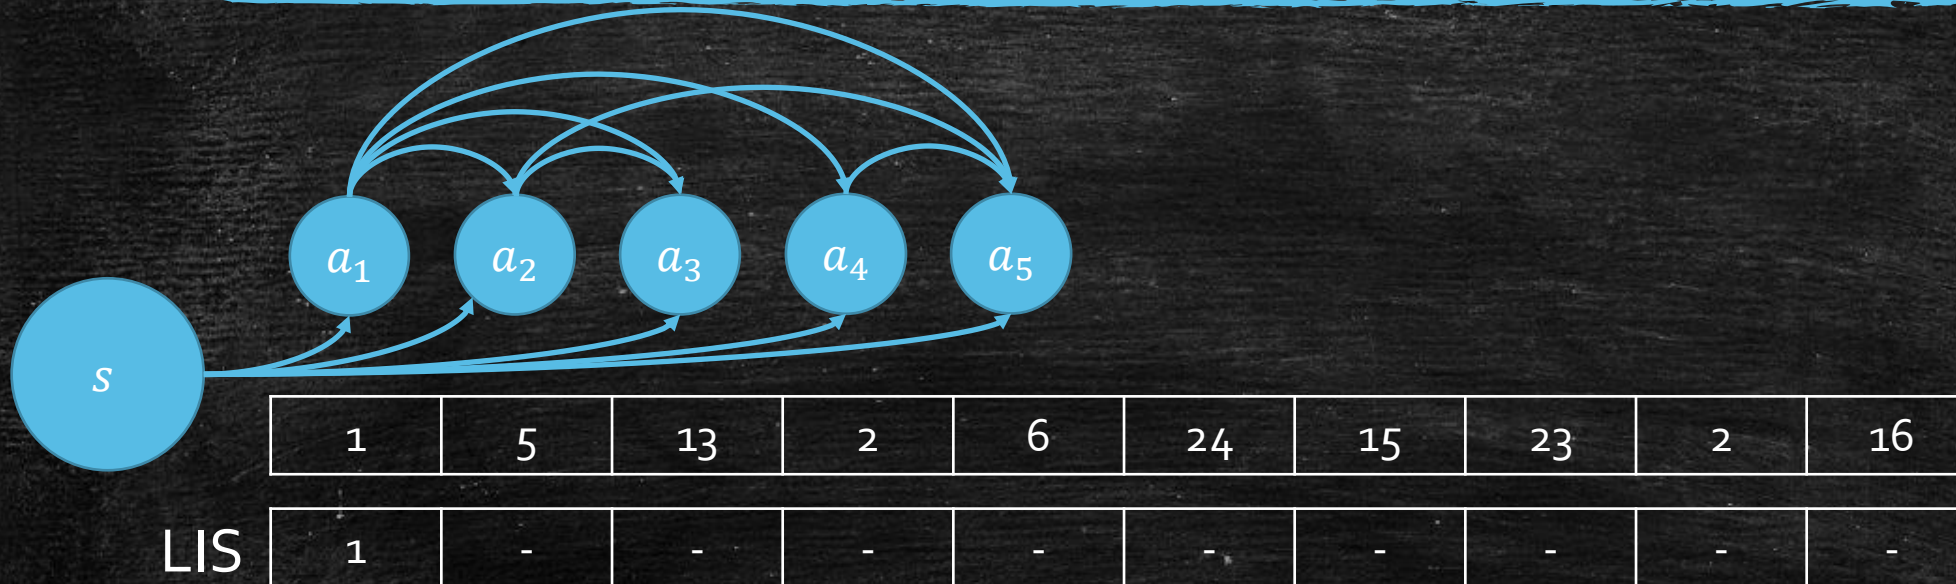 a₁ a₂ a₃ a₄ a₅
s
1 5 13 2 6 24 15 23 2 16
LIS 1 - - - - - - - - -